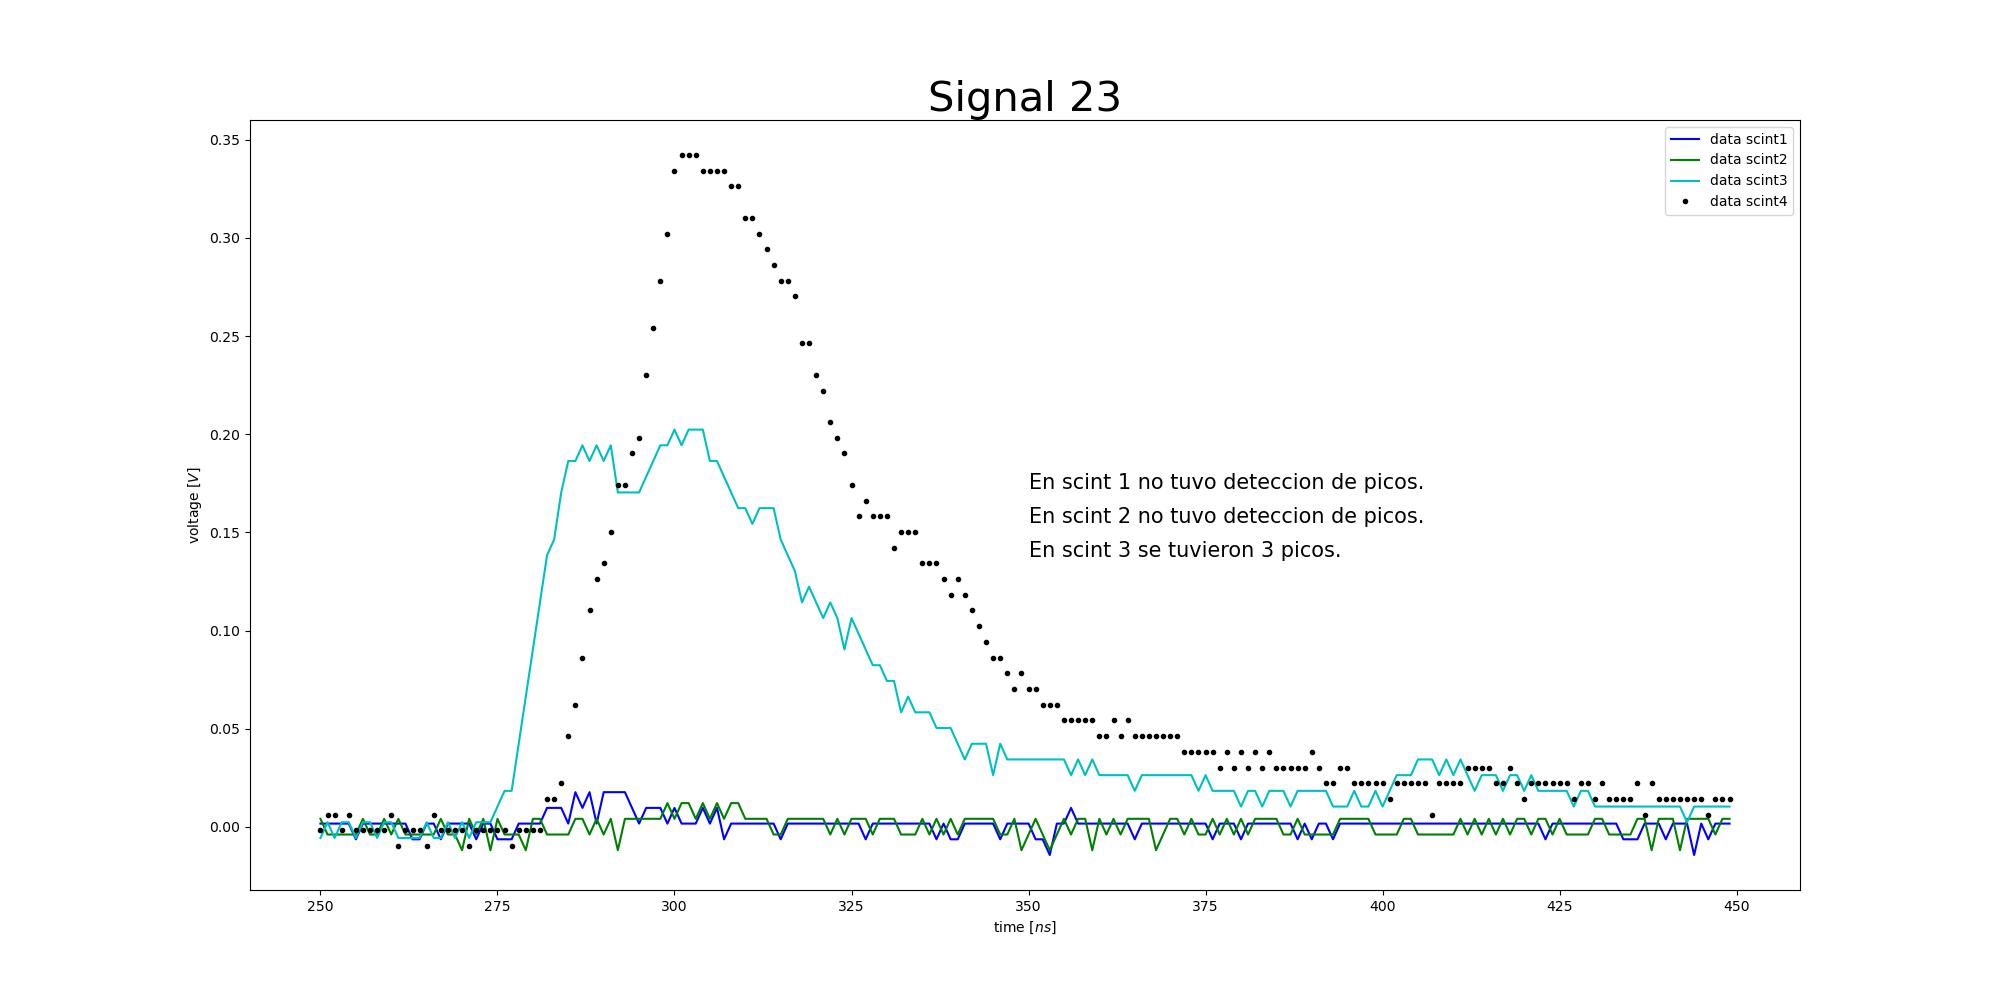 Signal 23
0.35
0.30
0.25
0.20
0.15
0.10
0.05
0.00
voltage [V]
data scint1
data scint2
data scint3
data scint4
En scint 1 no tuvo deteccion de picos.
En scint 2 no tuvo deteccion de picos.
En scint 3 se tuvieron 3 picos.
250 275 300 325 350 375 400 425 450
time [ns]